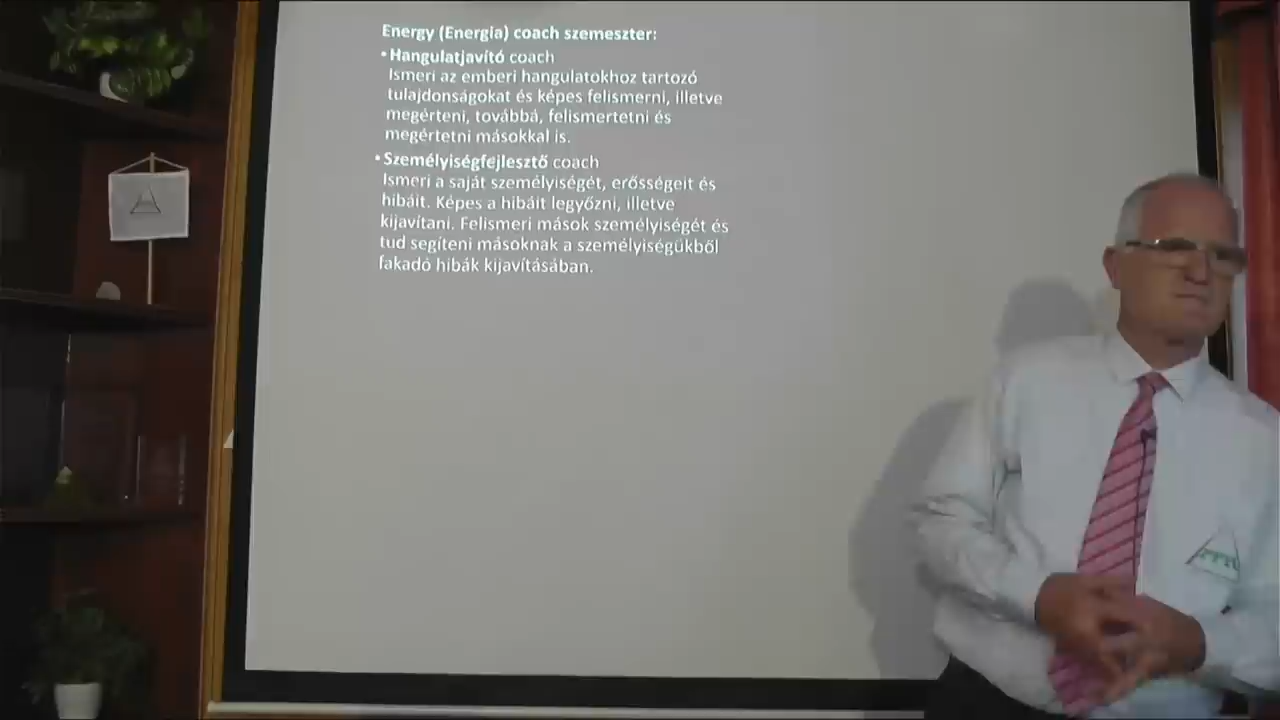 Energy (Energia) coach szemeszter:
• Hangulatjavító coach
Ismeri az emberi hangulatokhoz tartozó
tulajdonságokat és képes felismerni, illetve
megérteni, továbbá, felismertetni és
megértetni másokkal is.
• Személyiségfejlesztő coach
Ismeri a saját személyiségét, erősségeit és
hibáit. Képes a hibáit legyőzni, illetve
kijavítani. Felismeri mások személyiségét és
tud segíteni másoknak a személyiségükből
fakadó hibák kijavításában.